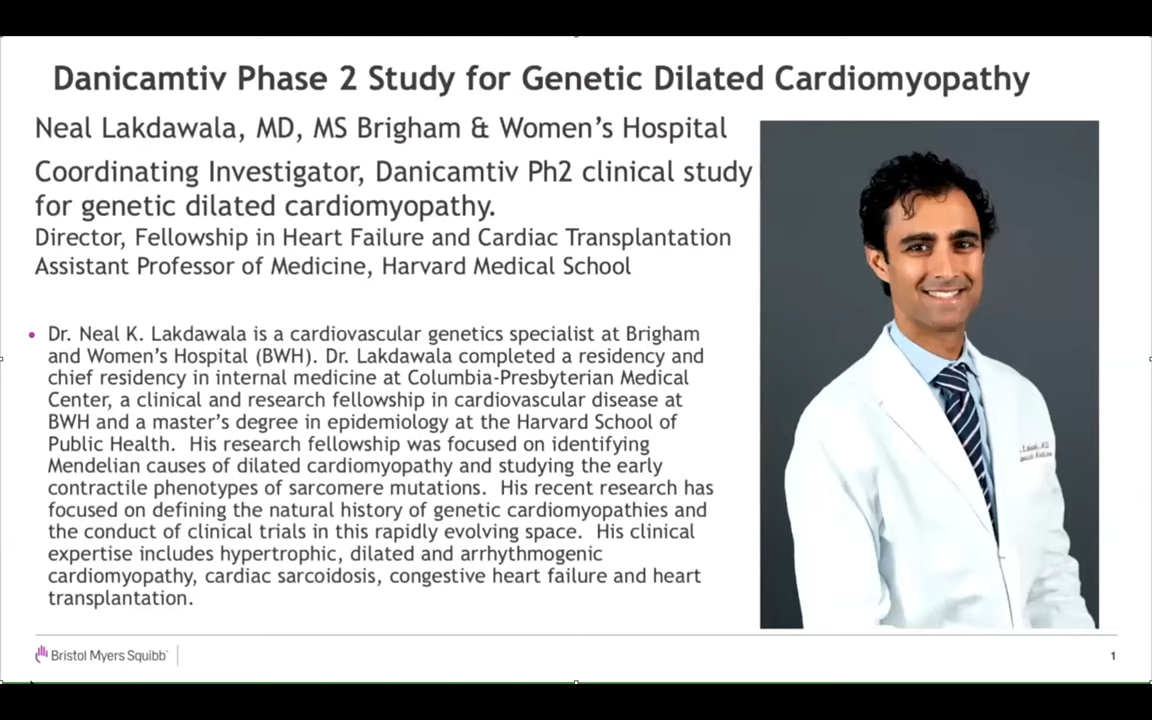 Danicamtiv Phase 2 Study for Genetic Dilated Cardiomyopathy
Neal Lakdawala, MD, MS Brigham & Women's Hospital
Coordinating Investigator, Danicamtiv Ph2 clinical study
for genetic dilated cardiomyopathy.
Director, Fellowship in Heart Failure and Cardiac Transplantation
Assistant Professor of Medicine, Harvard Medical School
• Dr. Neal K. Lakdawala is a cardiovascular genetics specialist at Brigham
and Women's Hospital (BWH). Dr. Lakdawala completed a residency and
chief residency in internal medicine at Columbia-Presbyterian Medical
Center, a clinical and research fellowship in cardiovascular disease at
BWH and a master's degree in epidemiology at the Harvard School of
Public Health. His research fellowship was focused on identifying
Mendelian causes of dilated cardiomyopathy and studying the early
contractile phenotypes of sarcomere mutations. His recent research has
focused on defining the natural history of genetic cardiomyopathies and
the conduct of clinical trials in this rapidly evolving space. His clinical
expertise includes hypertrophic, dilated and arrhythmogenic
cardiomyopathy, cardiac sarcoidosis, congestive heart failure and heart
transplantation.
Bristol Myers Squibb
1